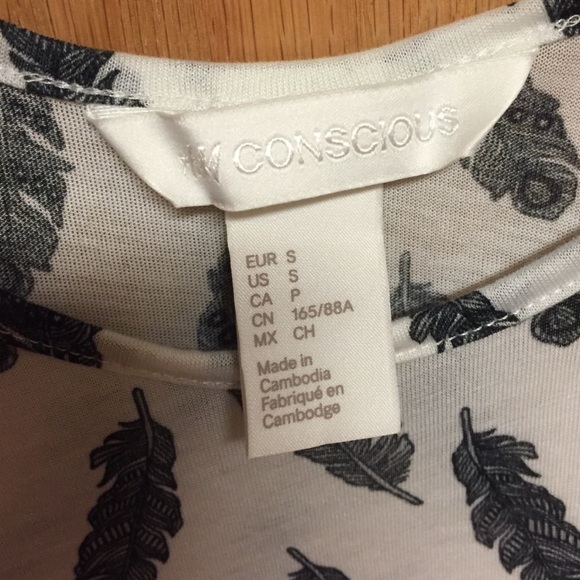 H&M CONSCIOUS
EUR S
US S
CA P
CN 165/88A
MX CH
Made in
Cambodia
Fabriqué en
Cambodge